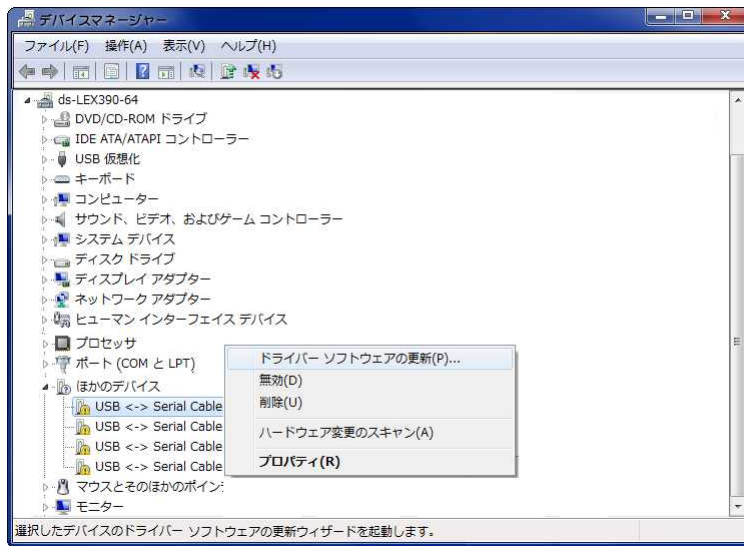 デバイスマネージャー
ファイル(F) 操作(A) 表示(V) ヘルプ(H)
ds-LEX390-64
DVD/CD-ROM ドライブ
IDE ATA/ATAPI コントローラー
USB 仮想化
キーボード
コンピューター
サウンド、ビデオ、およびゲーム コントローラー
システム デバイス
ディスク ドライブ
ディスプレイ アダプター
ネットワーク アダプター
ヒューマン インターフェイス デバイス
プロセッサ
ポート (COM と LPT)
ほかのデバイス
USB <-> Serial Cable
USB <-> Serial Cable
USB <-> Serial Cable
USB <-> Serial Cable
マウスとそのほかのポイン
モニター
ドライバー ソフトウェアの更新(P)...
無効(D)
削除(U)
ハードウェア変更のスキャン(A)
プロパティ(R)
選択したデバイスのドライバー ソフトウェアの更新ウィザードを起動します。